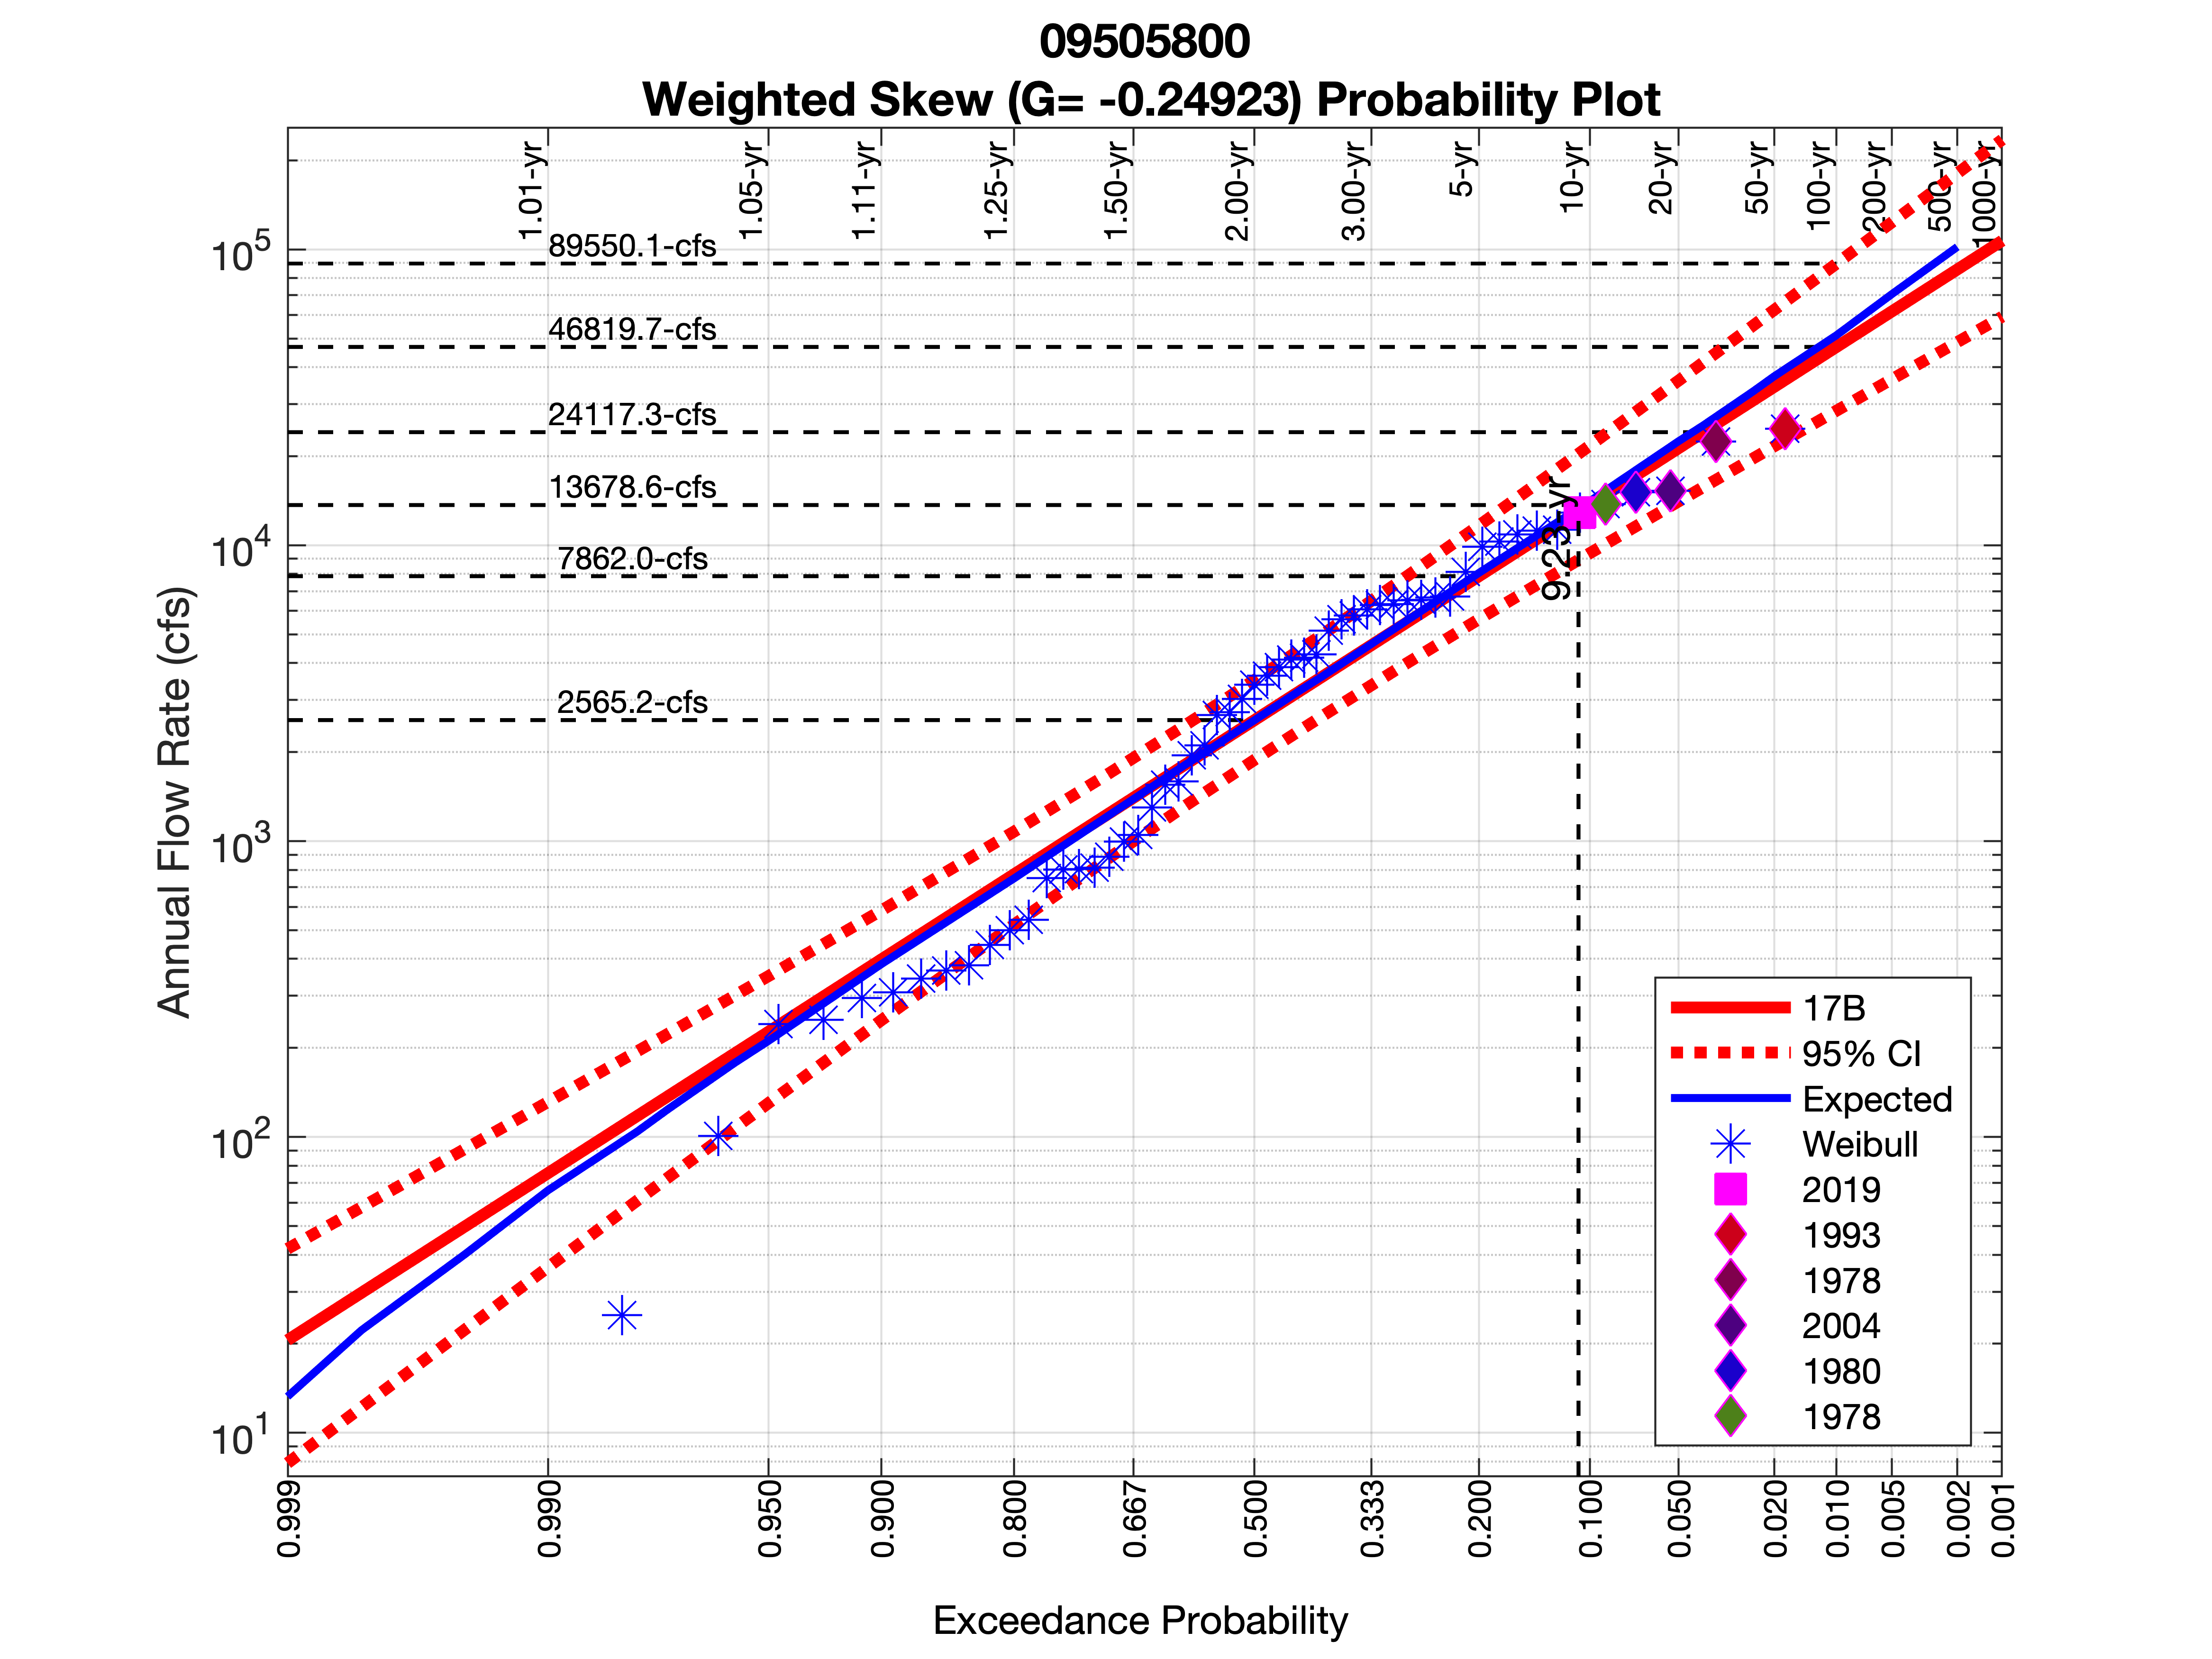 09505800
Weighted Skew (G= -0.24923) Probability Plot
1.01-yr
1.05-yr
1.11-yr
1.25-yr
1.50-yr
2.00-yr
3.00-yr
5-yr
10-yr
20-yr
50-yr
100-yr
200-yr
500-yr
1000-yr
89550.1-cfs
46819.7-cfs
24117.3-cfs
13678.6-cfs
7862.0-cfs
2565.2-cfs
9.23-yr
Annual Flow Rate (cfs)
10^5
10^4
10^3
10^2
10^1
17B
95% CI
Expected
Weibull
2019
1993
1978
2004
1980
1978
0.999
0.990
0.950
0.900
0.800
0.667
0.500
0.333
0.200
0.100
0.050
0.020
0.010
0.005
0.002
0.001
Exceedance Probability